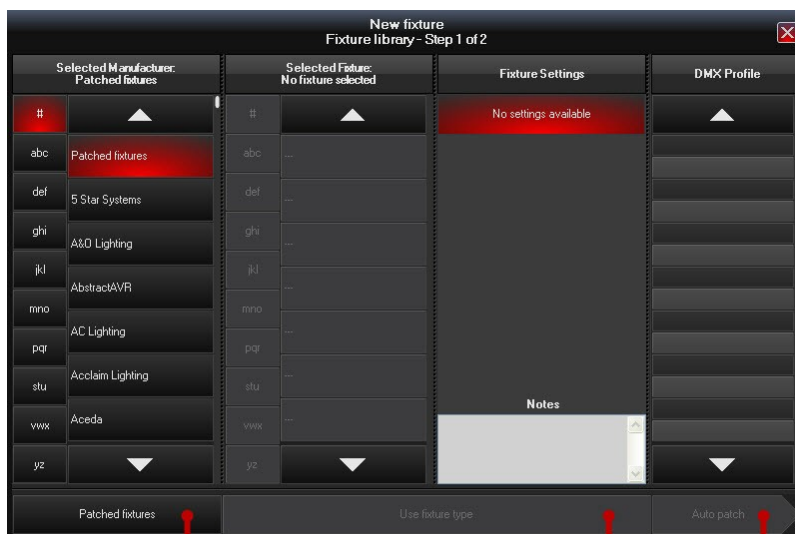 New fixture
Fixture library - Step 1 of 2
Selected Manufacturer:
Patched fixtures
Selected Fixture:
No fixture selected
Fixture Settings
DMX Profile
#
abc
def
ghi
jkl
mno
pqr
stu
vwx
yz
Patched fixtures
5 Star Systems
A&O Lighting
AbstractAVR
AC Lighting
Acclaim Lighting
Aceda
#
abc
def
ghi
jkl
mno
pqr
stu
vwx
yz
...
...
...
...
...
...
...
No settings available
Notes
Patched fixtures
Use fixture type
Auto patch